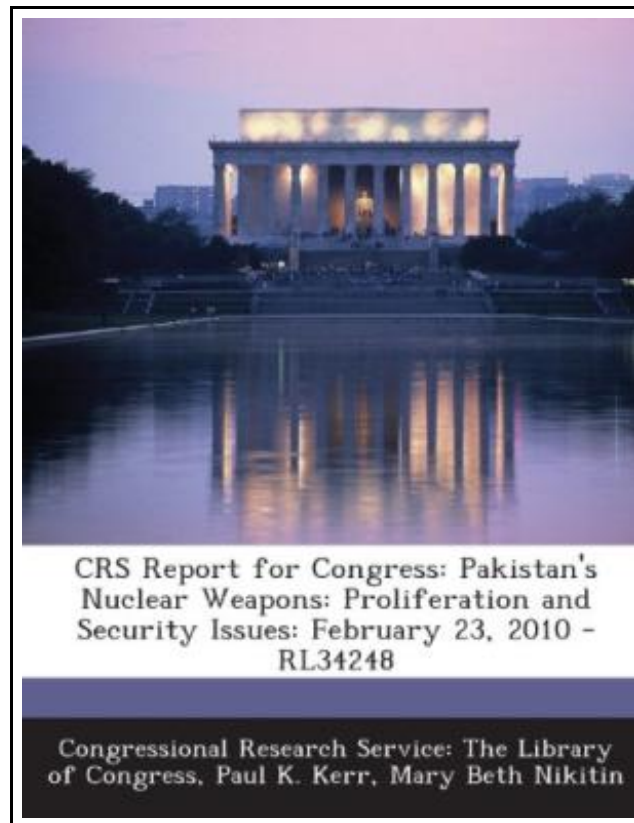 CRS Report for Congress: Pakistan's
Nuclear Weapons: Proliferation and
Security Issues: February 23, 2010 –
RL34248
Congressional Research Service: The Library
of Congress, Paul K. Kerr, Mary Beth Nikitin